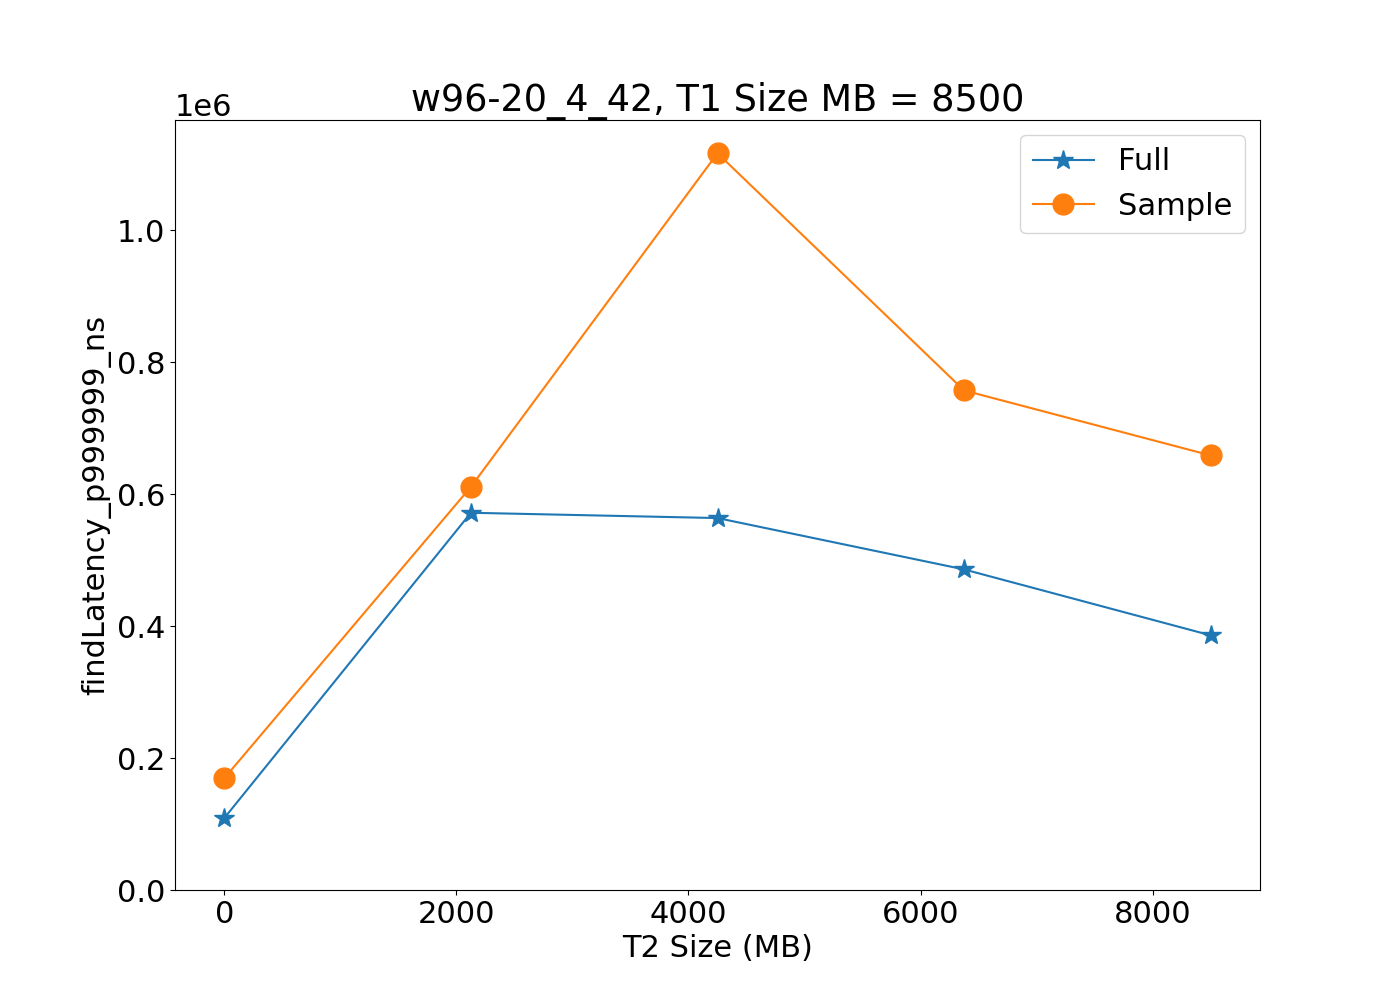 w96-20_4_42, T1 Size MB = 8500
1e6
Full
Sample
1.0
0.8
0.6
0.4
0.2
0.0
findLatency_p999999_ns
0 2000 4000 6000 8000
T2 Size (MB)